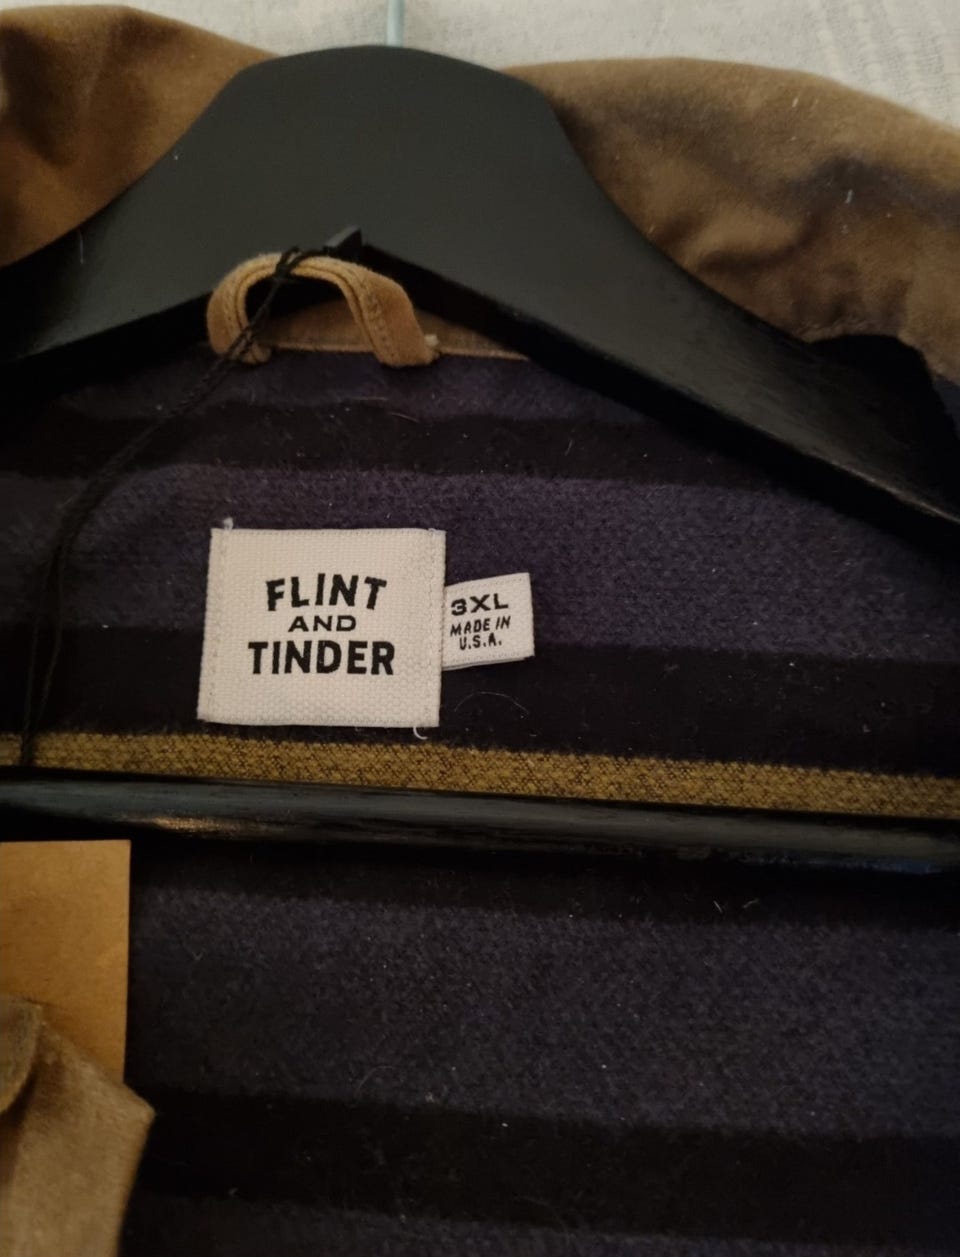 FLINT
AND
TINDER
3XL
MADE IN
U.S.A.